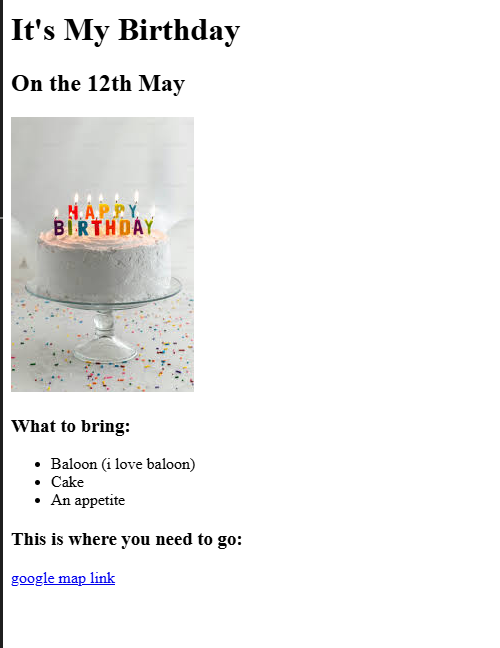 It's My Birthday
On the 12th May
HAPPY
BIRTHDAY
What to bring:
Baloon (i love baloon)
Cake
An appetite
This is where you need to go:
google map link